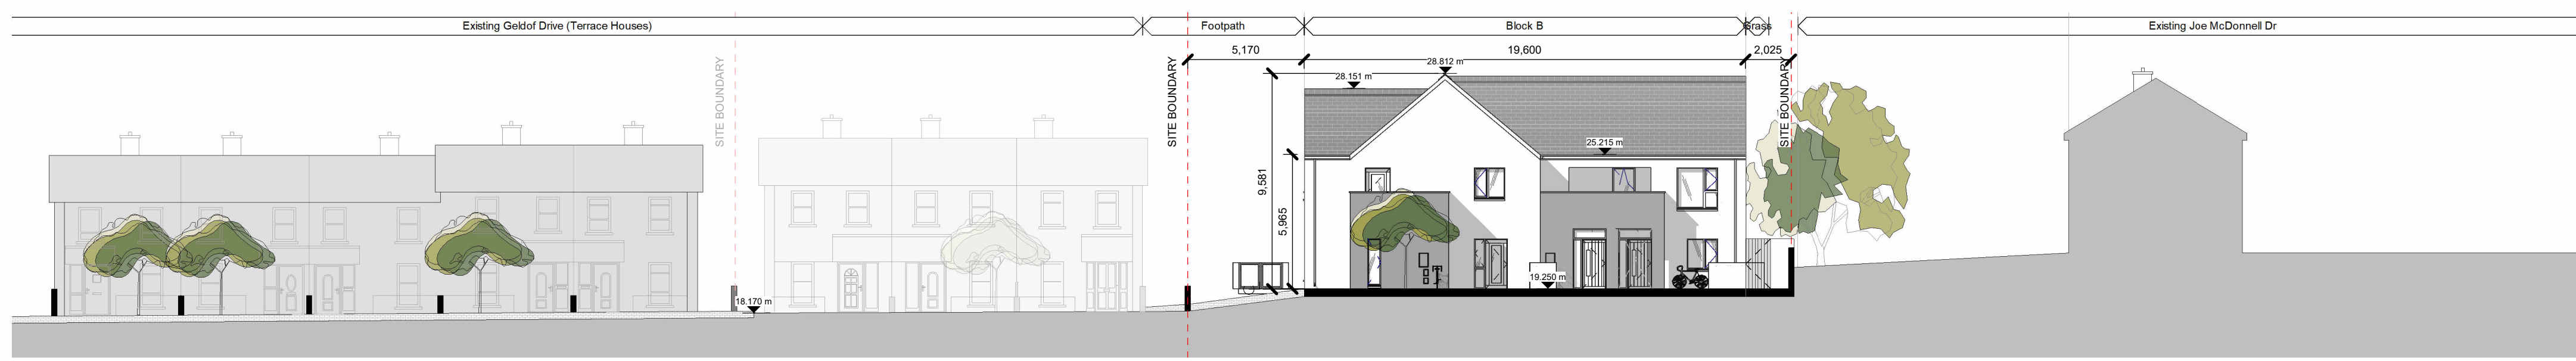 Existing Geldof Drive (Terrace Houses)
Footpath
Block B
Grass
Existing Joe McDonnell Dr
5,170
19,600
2,025
SITE BOUNDARY
SITE BOUNDARY
SITE BOUNDARY
28.812 m
28.151 m
25.215 m
9,581
5,965
19.250 m
18.170 m